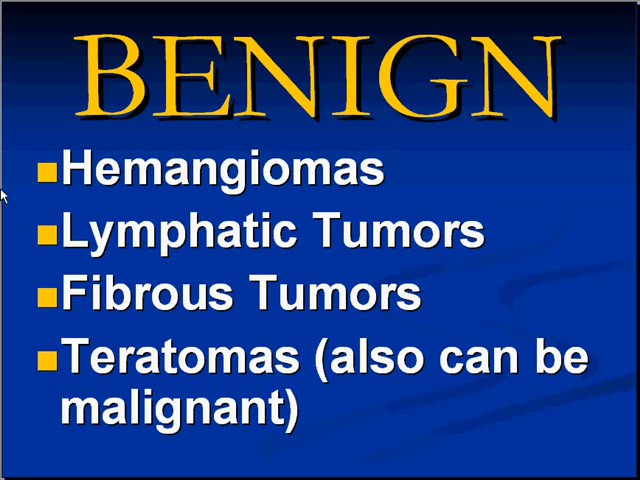 BENIGN
Hemangiomas
Lymphatic Tumors
Fibrous Tumors
Teratomas (also can be
malignant)